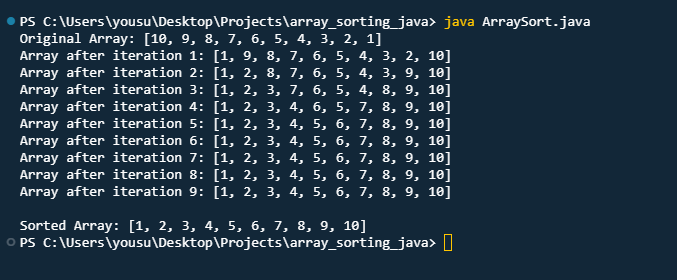 PS C:\Users\yousu\Desktop\Projects\array_sorting_java> java ArraySort.java
Original Array: [10, 9, 8, 7, 6, 5, 4, 3, 2, 1]
Array after iteration 1: [1, 9, 8, 7, 6, 5, 4, 3, 2, 10]
Array after iteration 2: [1, 2, 8, 7, 6, 5, 4, 3, 9, 10]
Array after iteration 3: [1, 2, 3, 7, 6, 5, 4, 8, 9, 10]
Array after iteration 4: [1, 2, 3, 4, 6, 5, 7, 8, 9, 10]
Array after iteration 5: [1, 2, 3, 4, 5, 6, 7, 8, 9, 10]
Array after iteration 6: [1, 2, 3, 4, 5, 6, 7, 8, 9, 10]
Array after iteration 7: [1, 2, 3, 4, 5, 6, 7, 8, 9, 10]
Array after iteration 8: [1, 2, 3, 4, 5, 6, 7, 8, 9, 10]
Array after iteration 9: [1, 2, 3, 4, 5, 6, 7, 8, 9, 10]
Sorted Array: [1, 2, 3, 4, 5, 6, 7, 8, 9, 10]
PS C:\Users\yousu\Desktop\Projects\array_sorting_java>